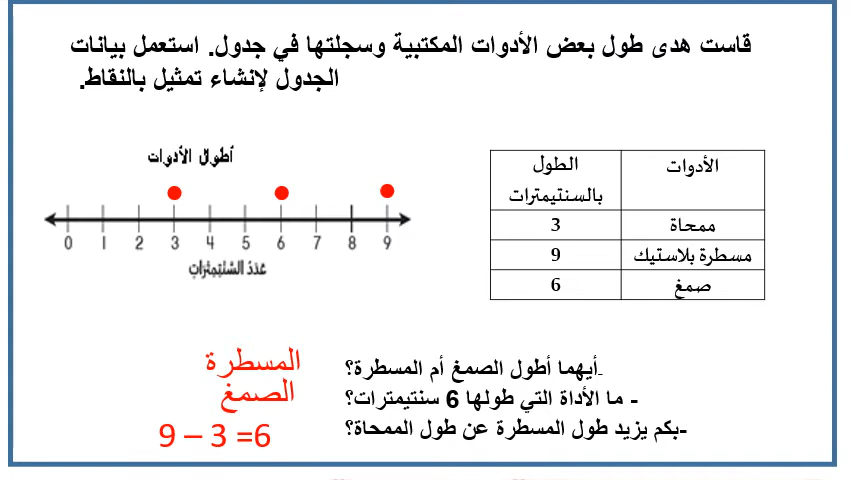 قاست هدى طول بعض الأدوات المكتبية وسجلتها في جدول. استعمل بيانات
الجدول لإنشاء تمثيل بالنقاط.
الأدوات الطول بالسنتيمترات
ممحاة 3
مسطرة بلاستيك 9
صمغ 6
أطوال الأدوات
0 1 2 3 4 5 6 7 8 9
عدد السنتيمترات
-أيهما أطول الصمغ أم المسطرة؟ المسطرة
- ما الأداة التي طولها 6 سنتيمترات؟ الصمغ
-بكم يزيد طول المسطرة عن طول الممحاة؟ 9 – 3 =6